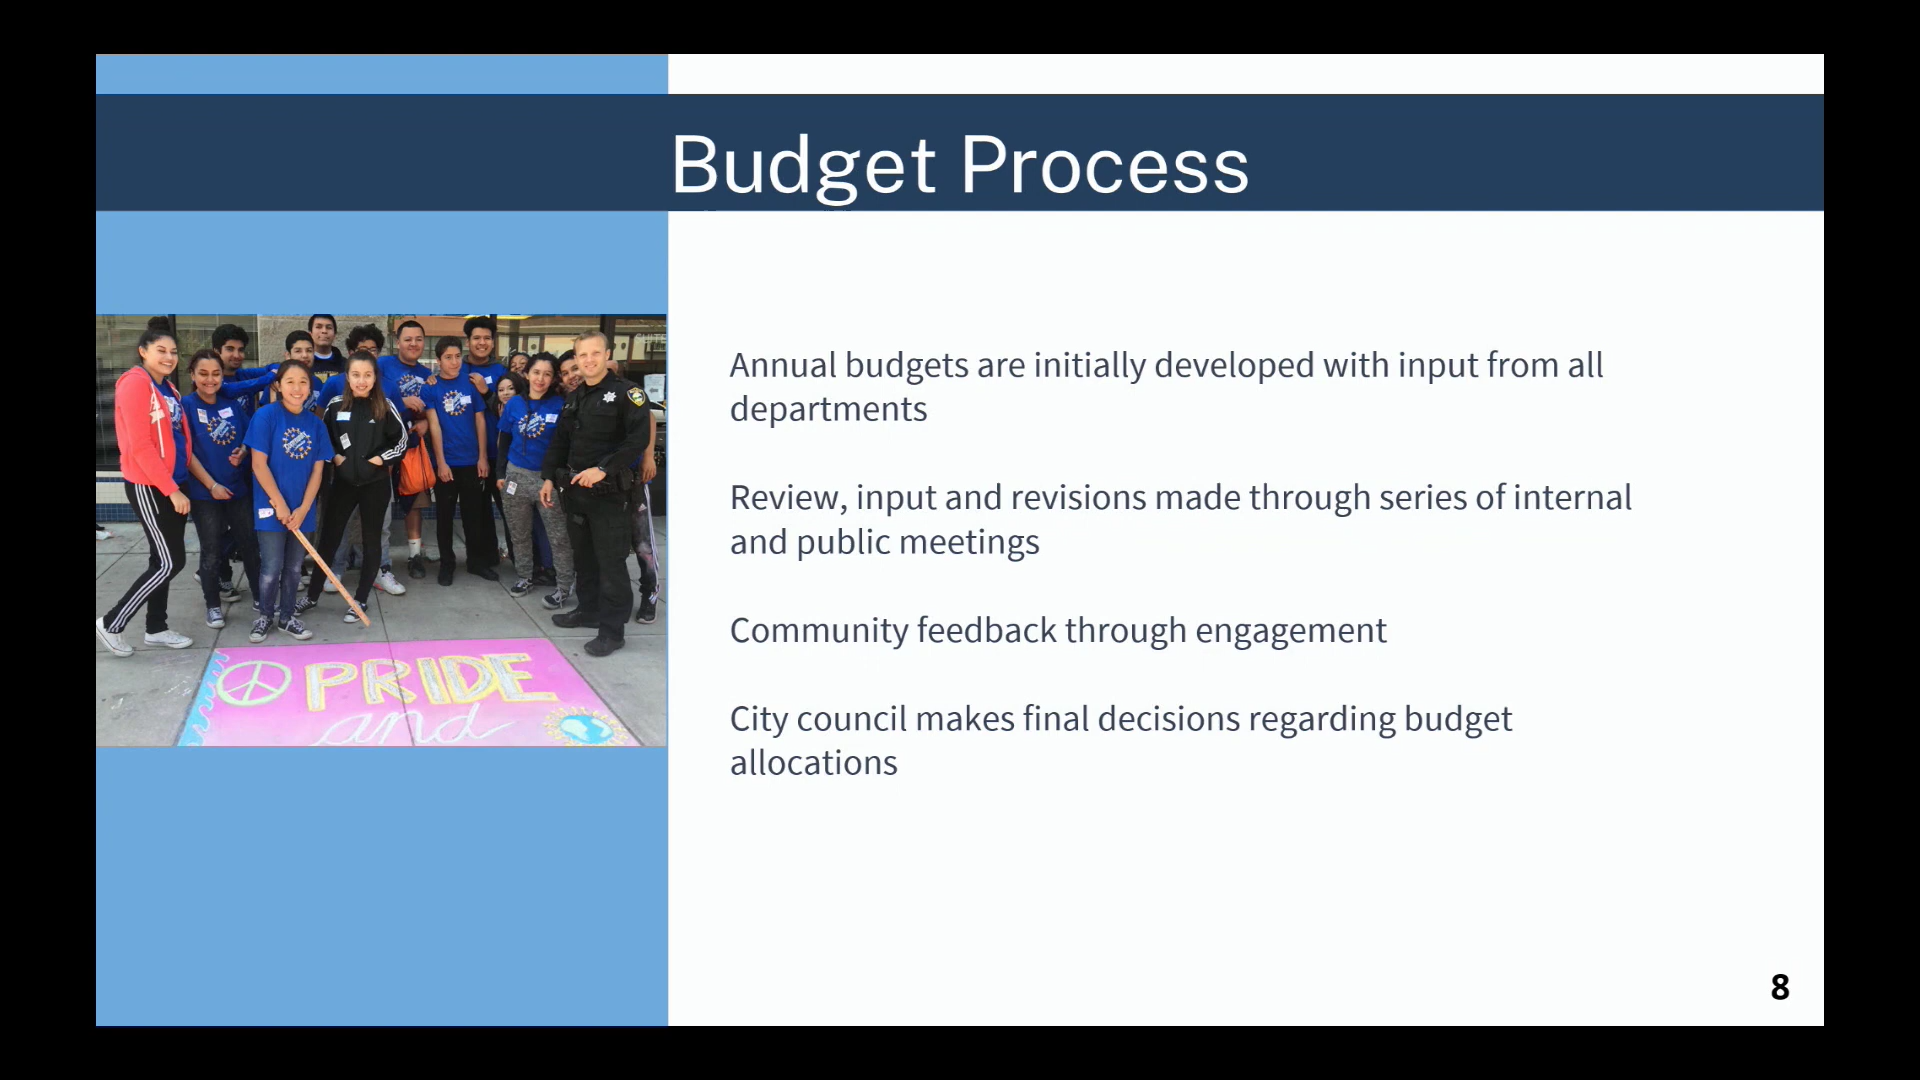 Budget Process
Annual budgets are initially developed with input from all
departments
Review, input and revisions made through series of internal
and public meetings
Community feedback through engagement
City council makes final decisions regarding budget
allocations
PRIDE
and
8